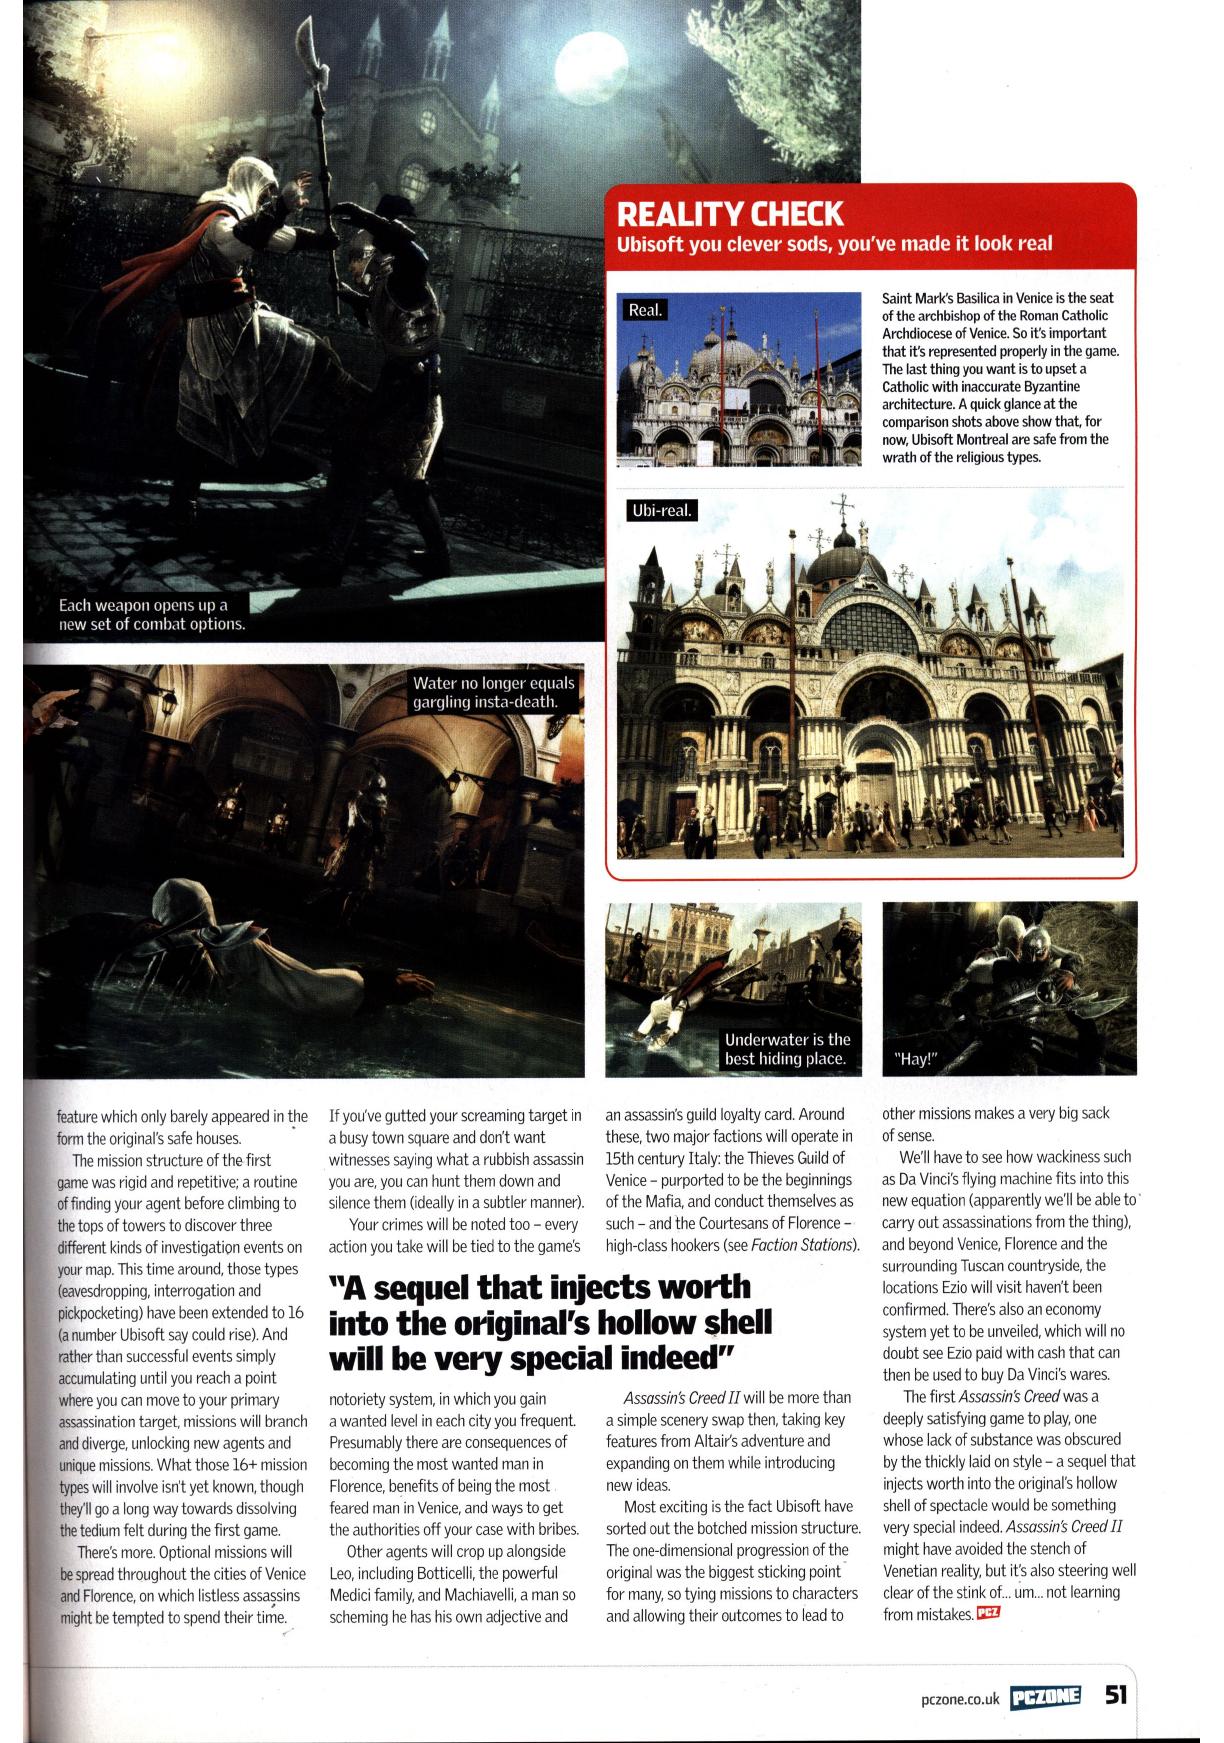 REALITY CHECK
Ubisoft you clever sods, you've made it look real
Real.
Saint Mark's Basilica in Venice is the seat
of the archbishop of the Roman Catholic
Archdiocese of Venice. So it's important
that it's represented properly in the game.
The last thing you want is to upset a
Catholic with inaccurate Byzantine
architecture. A quick glance at the
comparison shots above show that, for
now, Ubisoft Montreal are safe from the
wrath of the religious types.
Ubi-real.
Each weapon opens up a
new set of combat options.
Water no longer equals
gargling insta-death.
Underwater is the
best hiding place.
"Hay!"
feature which only barely appeared in the
form the original's safe houses.
The mission structure of the first
game was rigid and repetitive; a routine
of finding your agent before climbing to
the tops of towers to discover three
different kinds of investigation events on
your map. This time around, those types
(eavesdropping, interrogation and
pickpocketing) have been extended to 16
(a number Ubisoft say could rise). And
rather than successful events simply
accumulating until you reach a point
where you can move to your primary
assassination target, missions will branch
and diverge, unlocking new agents and
unique missions. What those 16+ mission
types will involve isn't yet known, though
they'll go a long way towards dissolving
the tedium felt during the first game.
There's more. Optional missions will
be spread throughout the cities of Venice
and Florence, on which listless assassins
might be tempted to spend their time.
If you've gutted your screaming target in
a busy town square and don't want
witnesses saying what a rubbish assassin
you are, you can hunt them down and
silence them (ideally in a subtler manner).
Your crimes will be noted too – every
action you take will be tied to the game's
"A sequel that injects worth
into the original's hollow shell
will be very special indeed"
notoriety system, in which you gain
a wanted level in each city you frequent.
Presumably there are consequences of
becoming the most wanted man in
Florence, benefits of being the most
feared man in Venice, and ways to get
the authorities off your case with bribes.
Other agents will crop up alongside
Leo, including Botticelli, the powerful
Medici family, and Machiavelli, a man so
scheming he has his own adjective and
an assassin's guild loyalty card. Around
these, two major factions will operate in
15th century Italy: the Thieves Guild of
Venice – purported to be the beginnings
of the Mafia, and conduct themselves as
such – and the Courtesans of Florence –
high-class hookers (see Faction Stations).
Assassin's Creed II will be more than
a simple scenery swap then, taking key
features from Altair's adventure and
expanding on them while introducing
new ideas.
Most exciting is the fact Ubisoft have
sorted out the botched mission structure.
The one-dimensional progression of the
original was the biggest sticking point
for many, so tying missions to characters
and allowing their outcomes to lead to
other missions makes a very big sack
of sense.
We'll have to see how wackiness such
as Da Vinci's flying machine fits into this
new equation (apparently we'll be able to
carry out assassinations from the thing),
and beyond Venice, Florence and the
surrounding Tuscan countryside, the
locations Ezio will visit haven't been
confirmed. There's also an economy
system yet to be unveiled, which will no
doubt see Ezio paid with cash that can
then be used to buy Da Vinci's wares.
The first Assassin's Creed was a
deeply satisfying game to play, one
whose lack of substance was obscured
by the thickly laid on style – a sequel that
injects worth into the original's hollow
shell of spectacle would be something
very special indeed. Assassin's Creed II
might have avoided the stench of
Venetian reality, but it's also steering well
clear of the stink of... um... not learning
from mistakes. PCZ
pczone.co.uk PCZONE 51